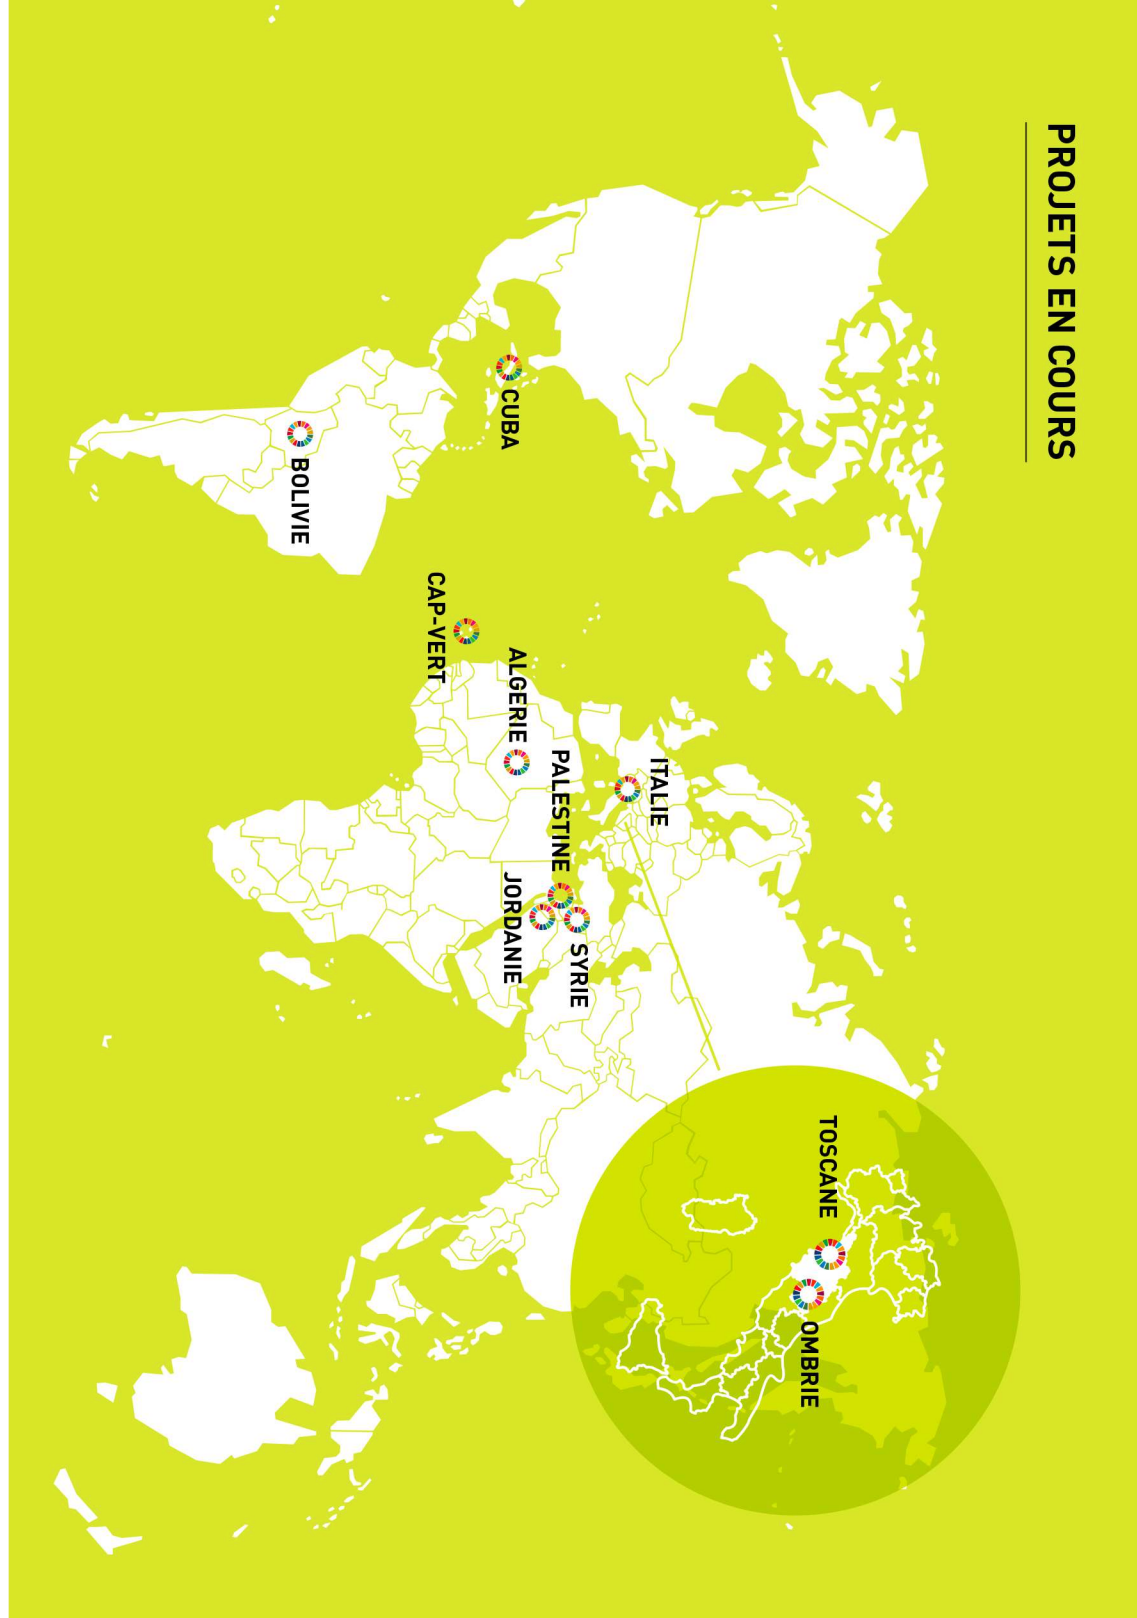 PROJETS EN COURS
CUBA
BOLIVIE
CAP-VERT
ALGERIE
ITALIE
PALESTINE
SYRIE
JORDANIE
TOSCANE
OMBRIE